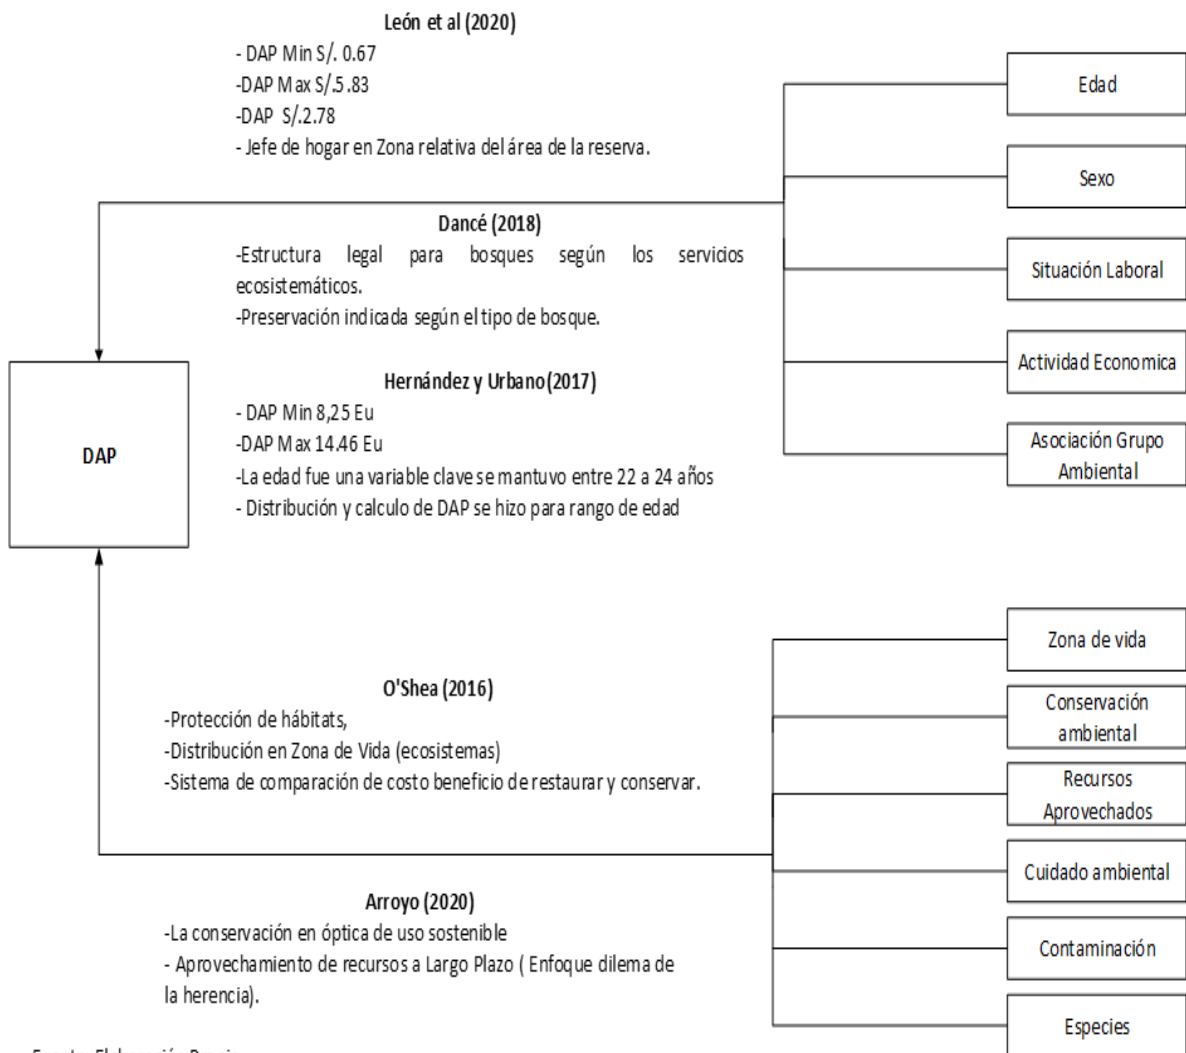 León et al (2020)
- DAP Min S/. 0.67
-DAP Max S/.5.83
-DAP S/.2.78
- Jefe de hogar en Zona relativa del área de la reserva.
Dancé (2018)
-Estructura legal para bosques según los servicios
ecosistemáticos.
-Preservación indicada según el tipo de bosque.
Hernández y Urbano(2017)
- DAP Min 8,25 Eu
-DAP Max 14.46 Eu
-La edad fue una variable clave se mantuvo entre 22 a 24 años
- Distribución y calculo de DAP se hizo para rango de edad
DAP
Edad
Sexo
Situación Laboral
Actividad Economica
Asociación Grupo
Ambiental
O'Shea (2016)
-Protección de hábitats,
-Distribución en Zona de Vida (ecosistemas)
-Sistema de comparación de costo beneficio de restaurar y conservar.
Arroyo (2020)
-La conservación en óptica de uso sostenible
- Aprovechamiento de recursos a Largo Plazo ( Enfoque dilema de
la herencia).
Zona de vida
Conservación
ambiental
Recursos
Aprovechados
Cuidado ambiental
Contaminación
Especies